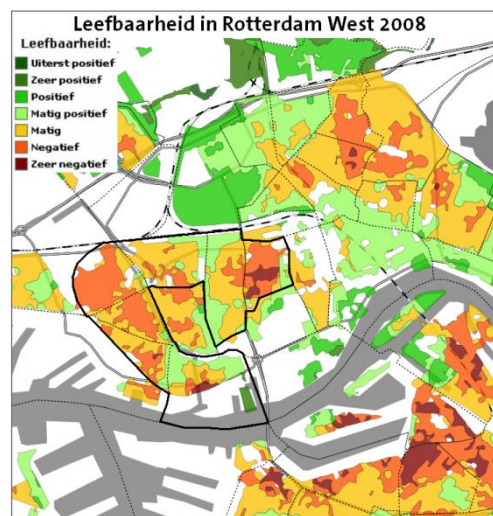 Leefbaarheid in Rotterdam West 2008
Leefbaarheid:
Uiterst positief
Zeer positief
Positief
Matig positief
Matig
Negatief
Zeer negatief